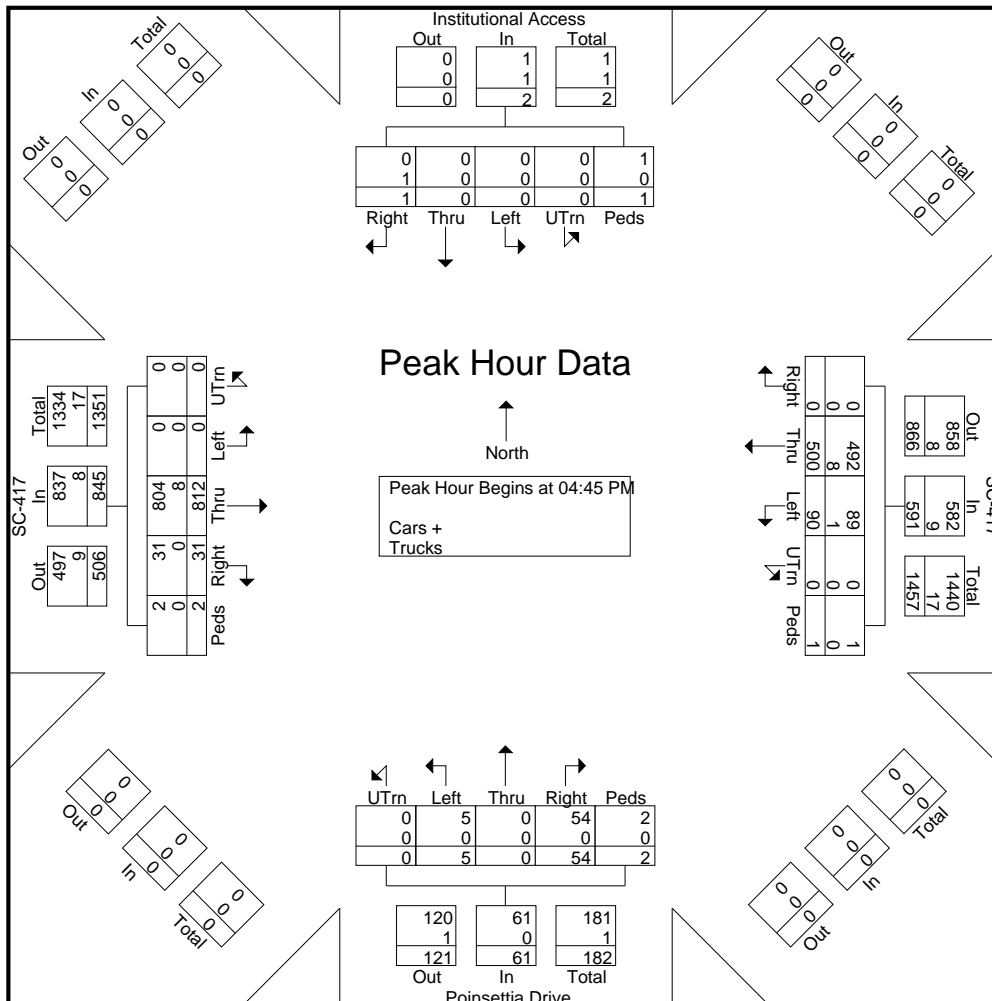 Institutional Access
Out In Total
0 1 1
0 1 1
0 2 2
0 0 0 0 1
1 0 0 0 0
1 0 0 0 1
Right Thru Left UTrn Peds
Total
0
0
0
In
0
0
0
Out
0
0
0
Out
0
0
0
In
0
0
0
Total
0
0
0
SC-417
Total
1334
17
1351
In
837
8
845
Out
497
9
506
0 0 0
UTrn
0 0 0
Left
804 8 812
Thru
31 0 31
Right
2 0 2
Peds
Peak Hour Data
North
Peak Hour Begins at 04:45 PM
Cars +
Trucks
Right
0 0 0
Thru
492 8 500
Left
89 1 90
UTrn
0 0 0
Peds
1 0 1
Out
858
8
866
In
582
9
591
Total
1440
17
1457
SC-417
UTrn Left Thru Right Peds
0 5 0 54 2
0 0 0 0 0
0 5 0 54 2
120 61 181
1 0 1
121 61 182
Out In Total
Poinsettia Drive
0
0
0
Out
0
0
0
In
0
0
0
Total
0
0
0
Total
0
0
0
In
0
0
0
Out